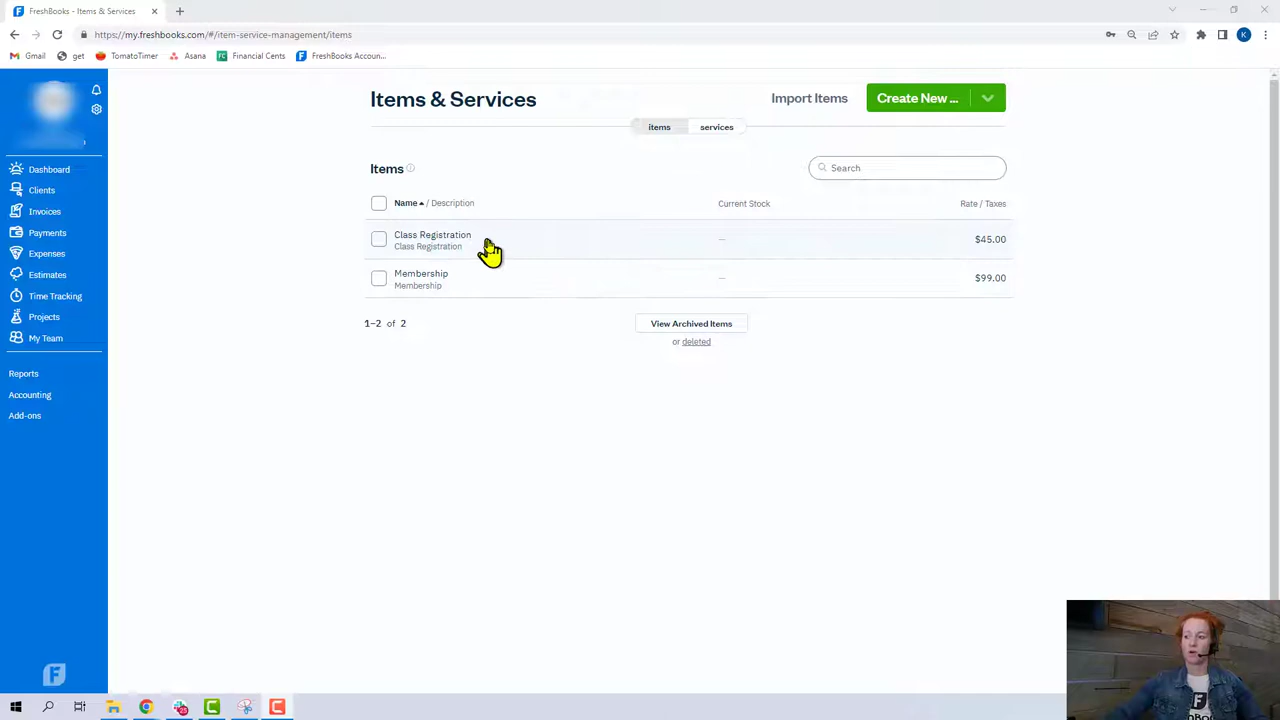 FreshBooks - Items & Services
https://my.freshbooks.com/#/item-service-management/items
K
Gmail
get
TomatoTimer
Asana
FC Financial Cents
FreshBooks Accoun...
Items & Services
Import Items
Create New ...
items
services
Dashboard
Clients
Invoices
Payments
Expenses
Estimates
Time Tracking
Projects
My Team
Reports
Accounting
Add-ons
Items
Search
Name / Description
Current Stock
Rate / Taxes
Class Registration
Class Registration
—
$45.00
Membership
Membership
—
$99.00
1–2 of 2
View Archived Items
or deleted